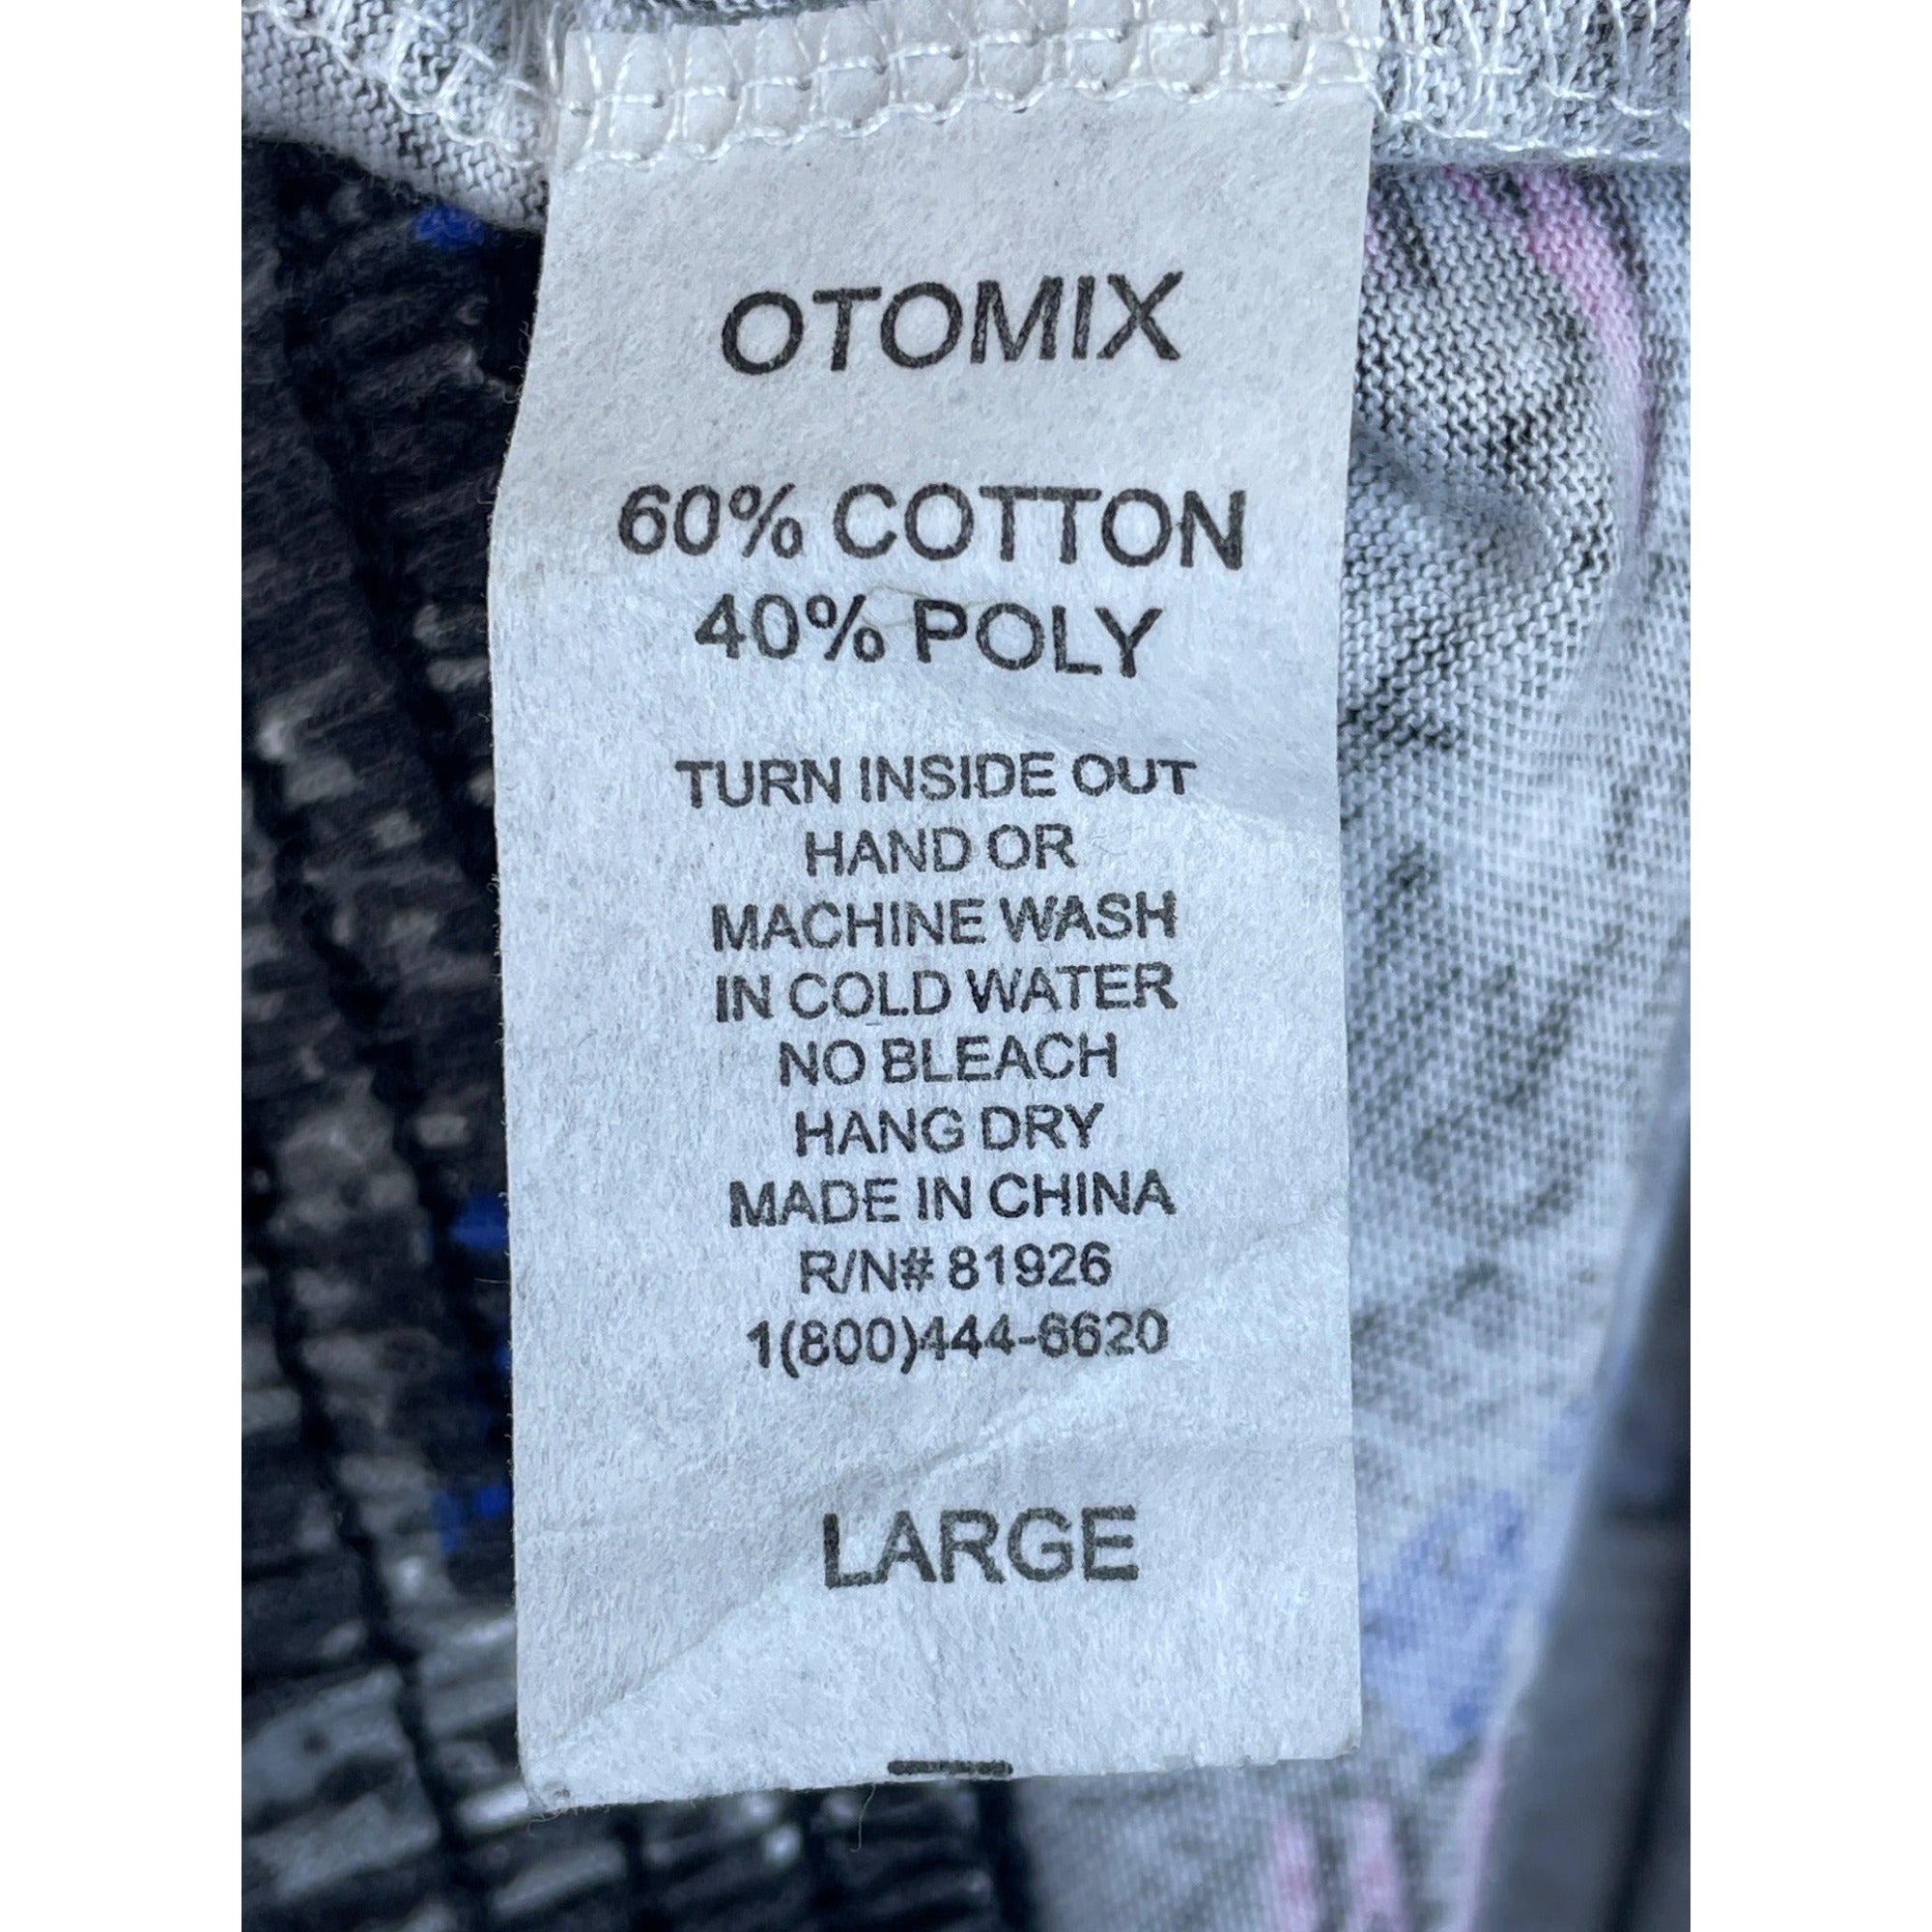 OTOMIX
60% COTTON
40% POLY
TURN INSIDE OUT
HAND OR
MACHINE WASH
IN COLD WATER
NO BLEACH
HANG DRY
MADE IN CHINA
R/N# 81926
1(800)444-6620
LARGE